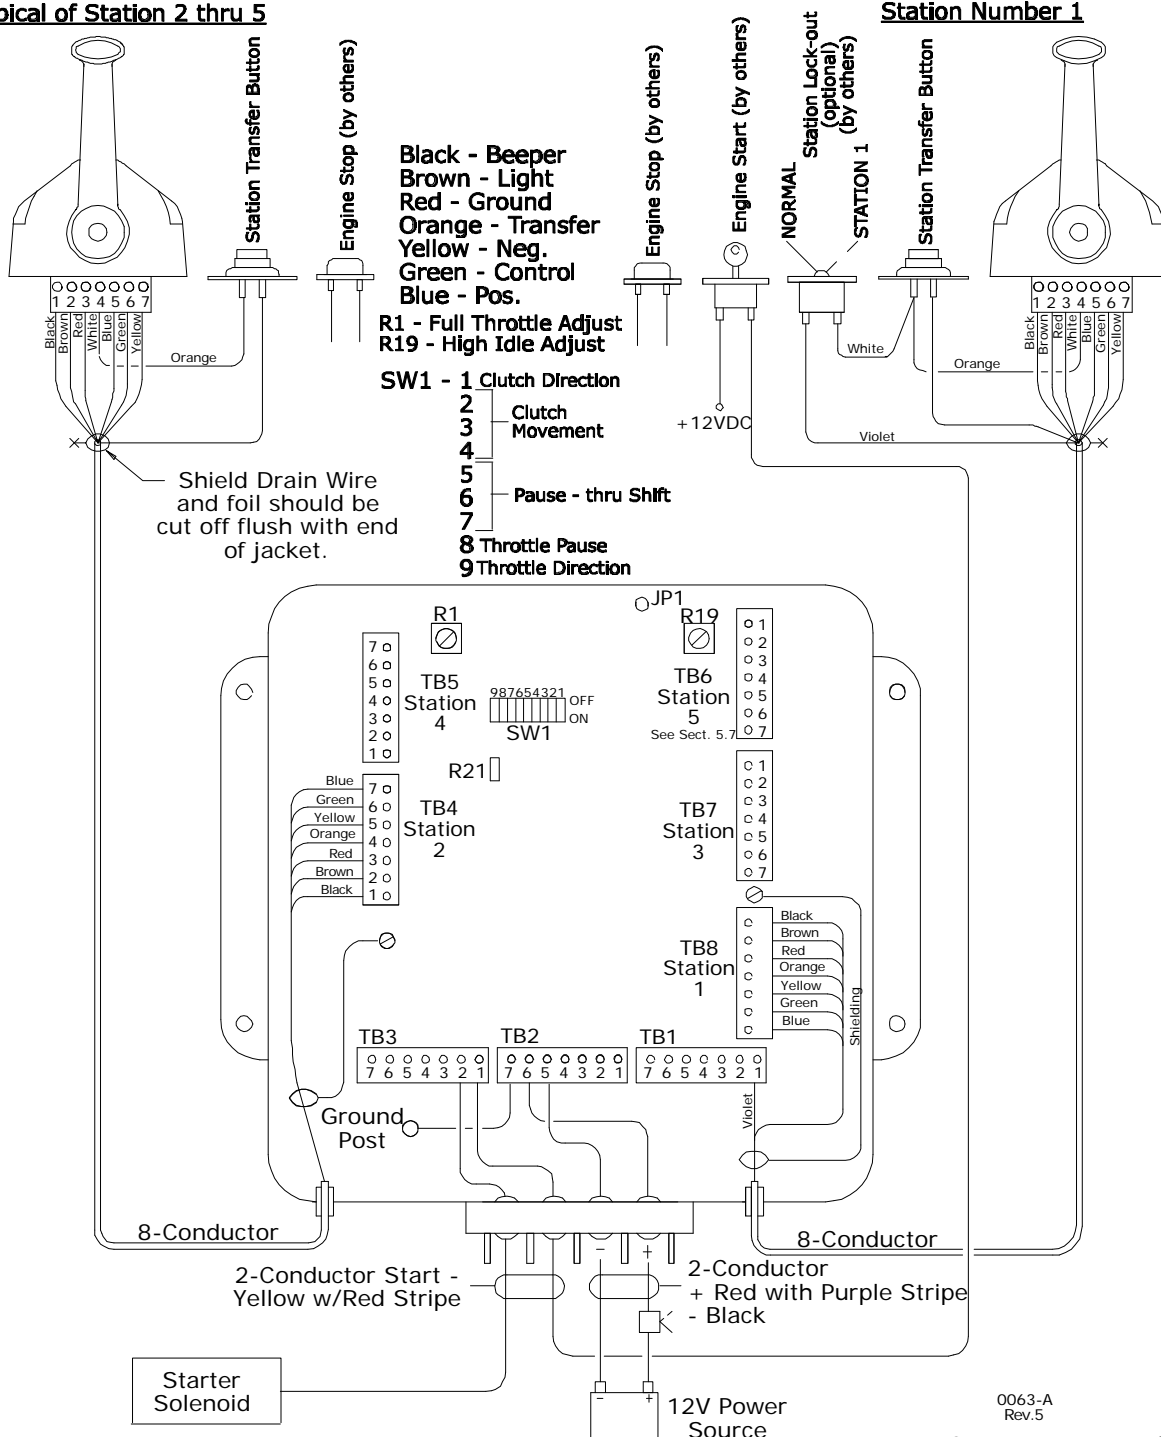 pical of Station 2 thru 5
Station Number 1
Station Transfer Button
Engine Stop (by others)
Engine Stop (by others)
Engine Start (by others)
NORMAL
Station Lock-out
(optional)
(by others)
STATION 1
Station Transfer Button
Black - Beeper
Brown - Light
Red - Ground
Orange - Transfer
Yellow - Neg.
Green - Control
Blue - Pos.
R1 - Full Throttle Adjust
R19 - High Idle Adjust
SW1 - 1 Clutch Direction
2
3
4
Clutch
Movement
5
6
7
Pause - thru Shift
8 Throttle Pause
9 Throttle Direction
1 2 3 4 5 6 7
Black
Brown
Red
White
Blue
Green
Yellow
Orange
+12VDC
White
Violet
Orange
1 2 3 4 5 6 7
Black
Brown
Red
White
Blue
Green
Yellow
Shield Drain Wire
and foil should be
cut off flush with end
of jacket.
R1
JP1
R19
7
6
5
4
3
2
1
TB5
Station
4
987654321
OFF
ON
SW1
R21
TB6
Station
5
See Sect. 5.7
1
2
3
4
5
6
7
Blue
Green
Yellow
Orange
Red
Brown
Black
7
6
5
4
3
2
1
TB4
Station
2
TB7
Station
3
1
2
3
4
5
6
7
TB8
Station
1
Black
Brown
Red
Orange
Yellow
Green
Blue
Shielding
TB3
7 6 5 4 3 2 1
TB2
7 6 5 4 3 2 1
TB1
7 6 5 4 3 2 1
Violet
Ground
Post
8-Conductor
8-Conductor
- +
2-Conductor Start -
Yellow w/Red Stripe
2-Conductor
+ Red with Purple Stripe
- Black
Starter
Solenoid
- +
12V Power
Source
0063-A
Rev.5